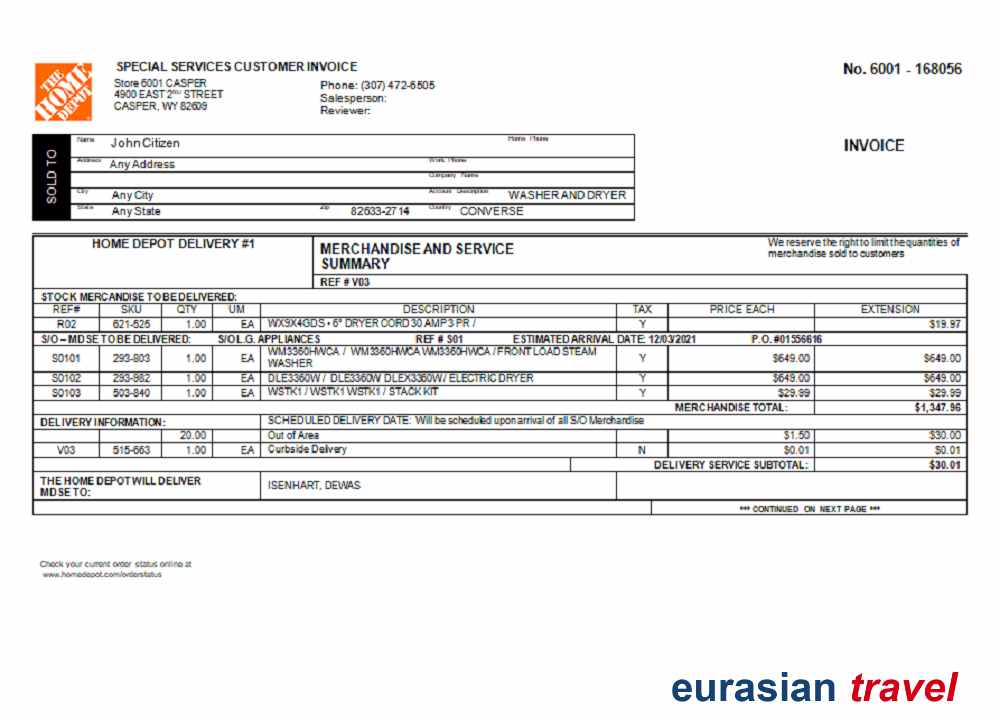 THE HOME DEPOT
SPECIAL SERVICES CUSTOMER INVOICE
Store 6001 CASPER
4900 EAST 2ND STREET
CASPER, WY 82609
Phone: (307) 472-6505
Salesperson:
Reviewer:
No. 6001 - 168056
INVOICE
SOLD TO
Name John Citizen Home Phone
Address Any Address Work Phone
Company Name
City Any City Account Description WASHER AND DRYER
State Any State Zip 82633-2714 County CONVERSE
HOME DEPOT DELIVERY #1
MERCHANDISE AND SERVICE
SUMMARY
We reserve the right to limit the quantities of
merchandise sold to customers
REF # V03
STOCK MERCANDISE TO BE DELIVERED:
REF# SKU QTY UM DESCRIPTION TAX PRICE EACH EXTENSION
R02 621-525 1.00 EA WX9X4GDS • 6" DRYER CORD 30 AMP 3 PR / Y $19.97
S/O – MDSE TO BE DELIVERED: S/O L.G. APPLIANCES REF # S01 ESTIMATED ARRIVAL DATE: 12/03/2021 P.O. #01556616
S0101 293-803 1.00 EA WM3360HWCA / WM3360HWCA WM3360HWCA / FRONT LOAD STEAM WASHER Y $649.00 $649.00
S0102 293-982 1.00 EA DLE3360W / DLE3360W DLEX3360W / ELECTRIC DRYER Y $649.00 $649.00
S0103 503-840 1.00 EA WSTK1 / WSTK1 WSTK1 / STACK KIT Y $29.99 $29.99
MERCHANDISE TOTAL: $1,347.96
DELIVERY INFORMATION: SCHEDULED DELIVERY DATE: Will be scheduled upon arrival of all S/O Merchandise
20.00 Out of Area $1.50 $30.00
V03 515-663 1.00 EA Curbside Delivery N $0.01 $0.01
DELIVERY SERVICE SUBTOTAL: $30.01
THE HOME DEPOT WILL DELIVER
MDSE TO:
ISENHART, DEWAS
*** CONTINUED ON NEXT PAGE ***
Check your current order status online at
www.homedepot.com/orderstatus
eurasian travel